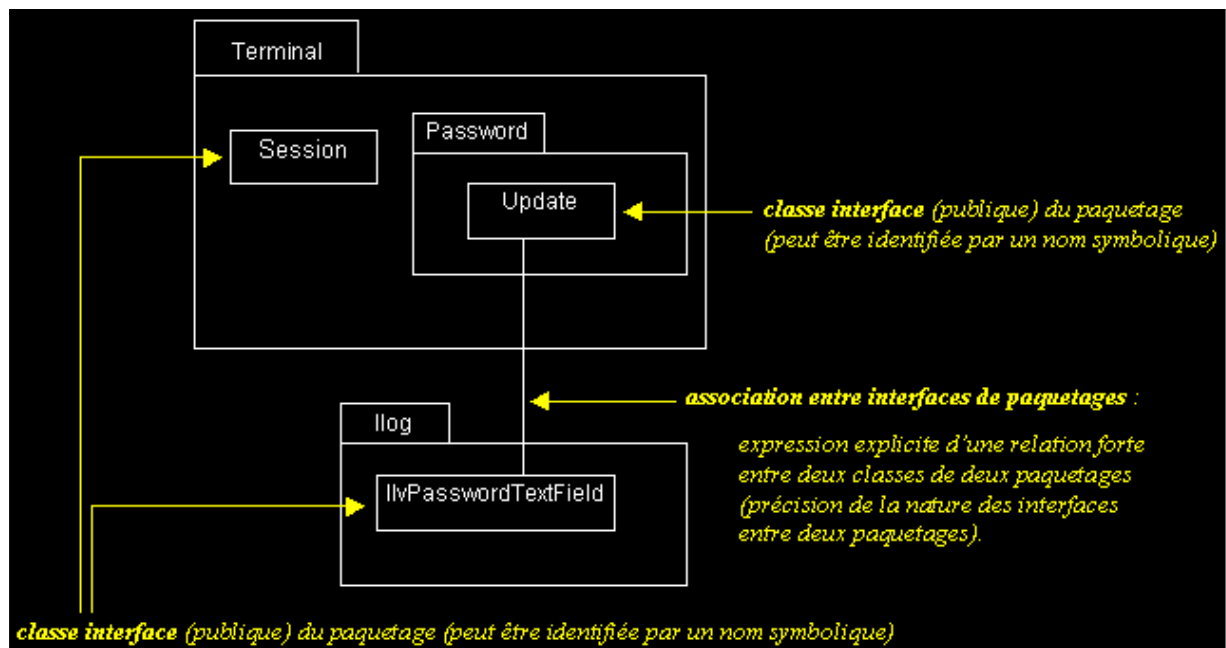 Terminal
Session
Password
Update
classe interface (publique) du paquetage
(peut être identifiée par un nom symbolique)
association entre interfaces de paquetages :
Ilog
expression explicite d'une relation forte
entre deux classes de deux paquetages
IlvPasswordTextField
(précision de la nature des interfaces
entre deux paquetages).
classe interface (publique) du paquetage (peut être identifiée par un nom symbolique)